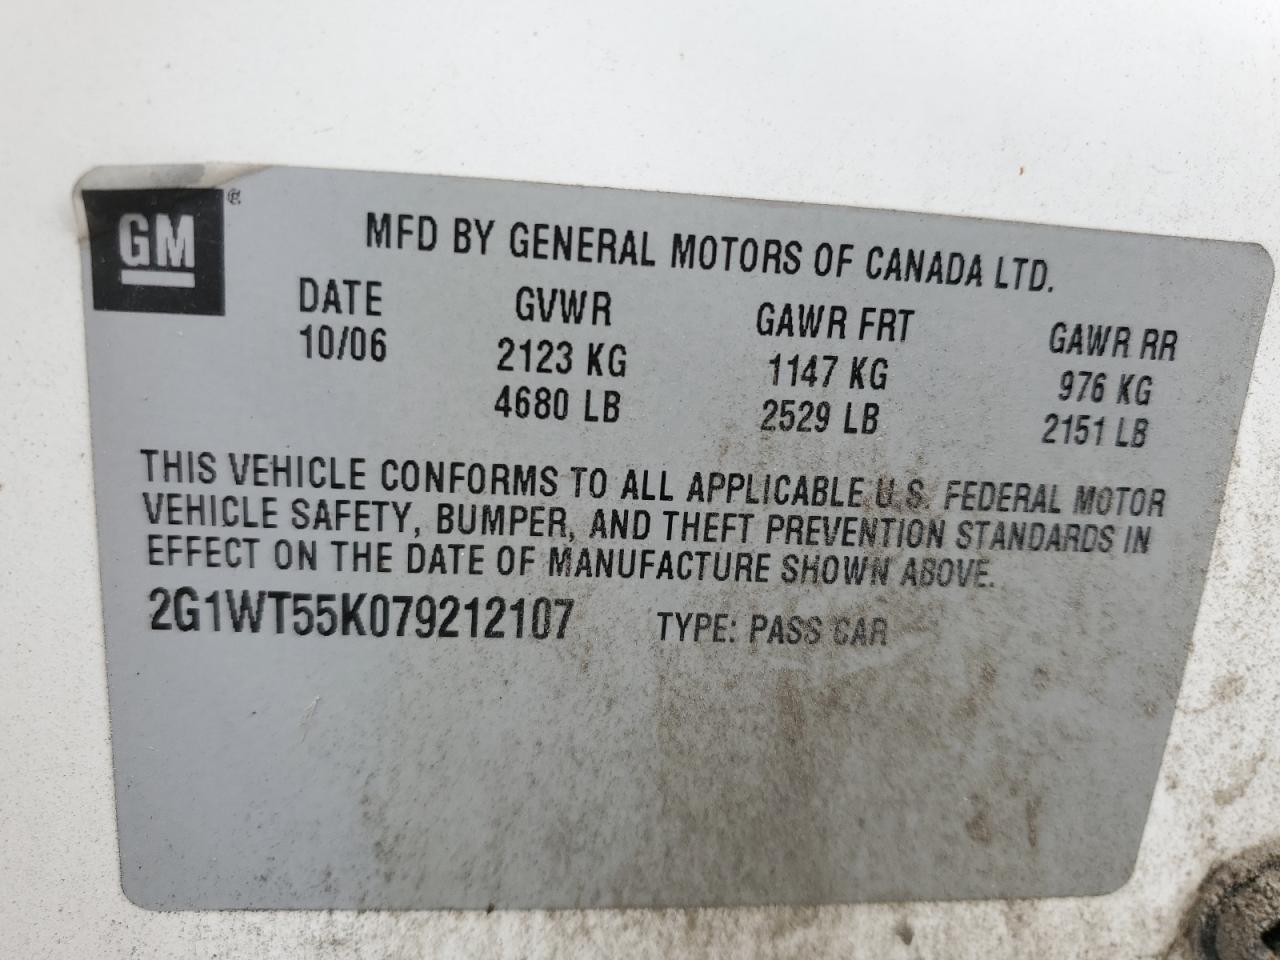 GM ®
MFD BY GENERAL MOTORS OF CANADA LTD.
DATE GVWR GAWR FRT GAWR RR
10/06 2123 KG 1147 KG 976 KG
4680 LB 2529 LB 2151 LB
THIS VEHICLE CONFORMS TO ALL APPLICABLE U.S. FEDERAL MOTOR
VEHICLE SAFETY, BUMPER, AND THEFT PREVENTION STANDARDS IN
EFFECT ON THE DATE OF MANUFACTURE SHOWN ABOVE.
2G1WT55K079212107 TYPE: PASS CAR